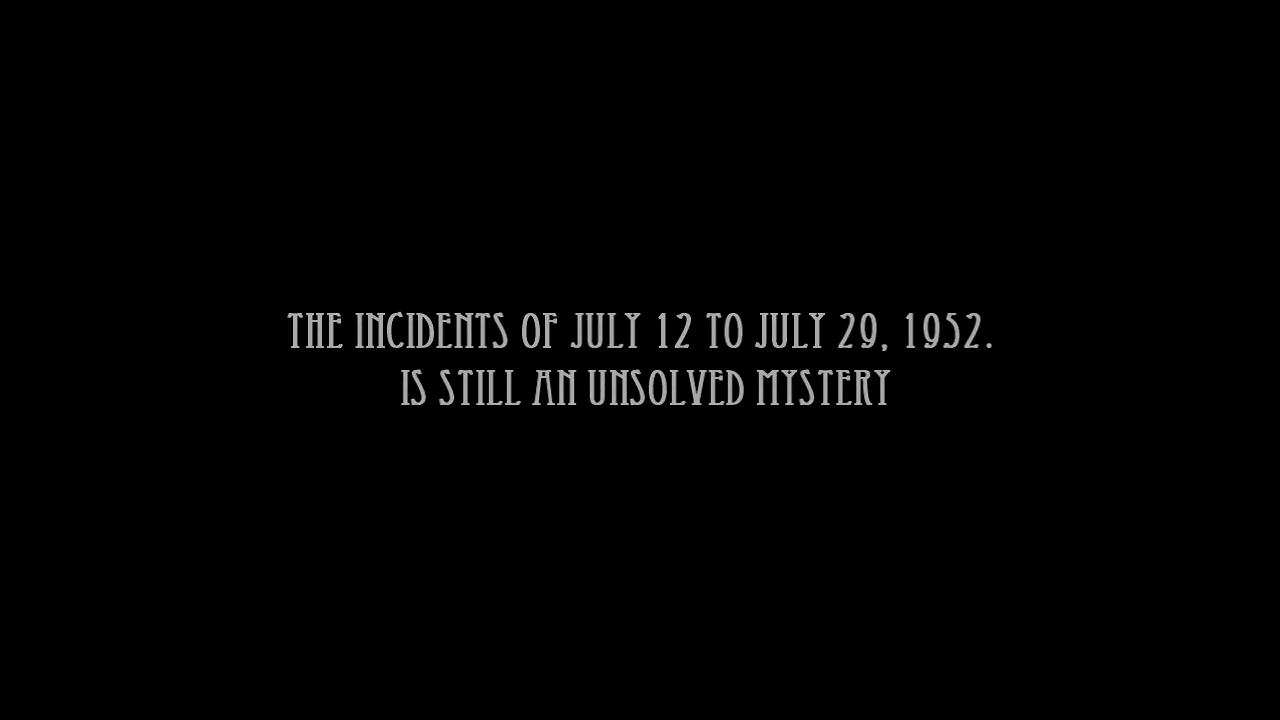 THE INCIDENTS OF JULY 12 TO JULY 29, 1952.
IS STILL AN UNSOLVED MYSTERY